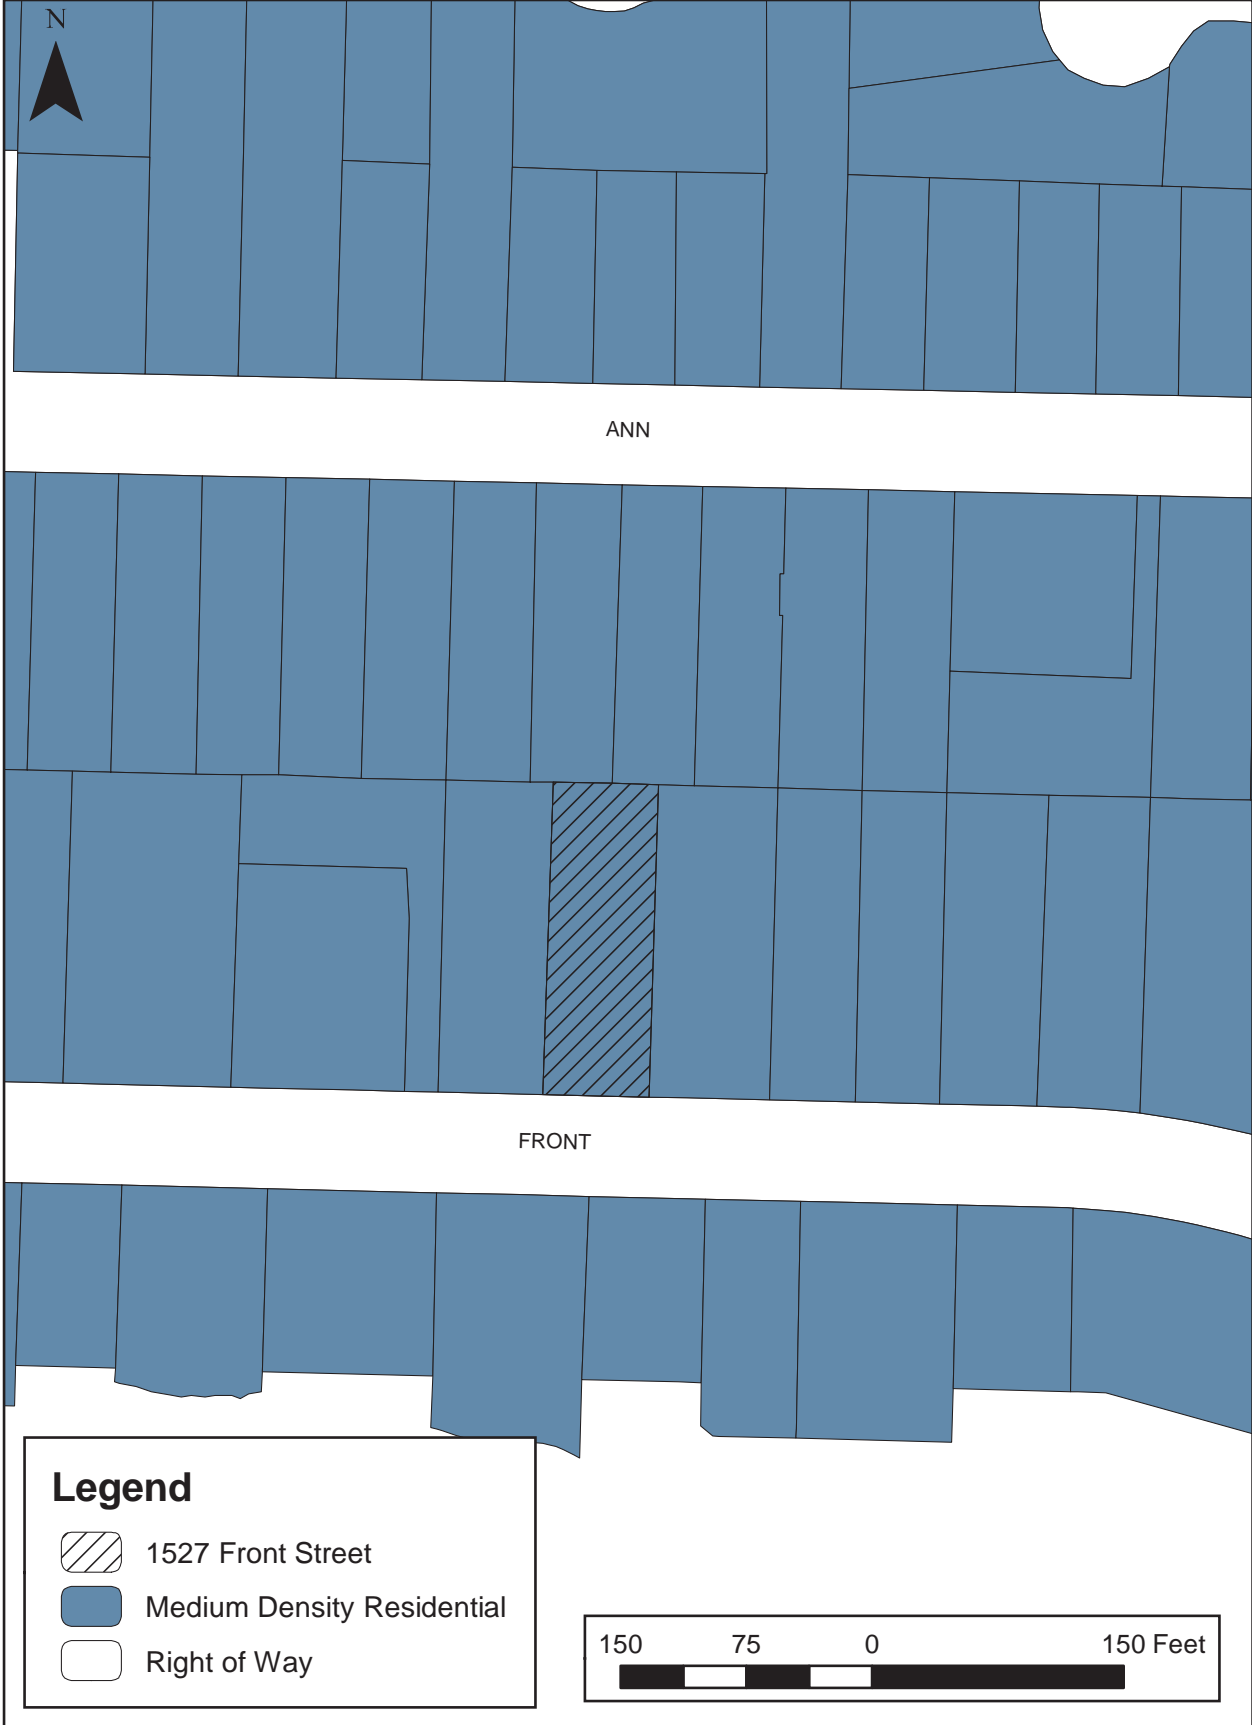 N
ANN
FRONT
Legend
1527 Front Street
Medium Density Residential
Right of Way
150 75 0 150 Feet